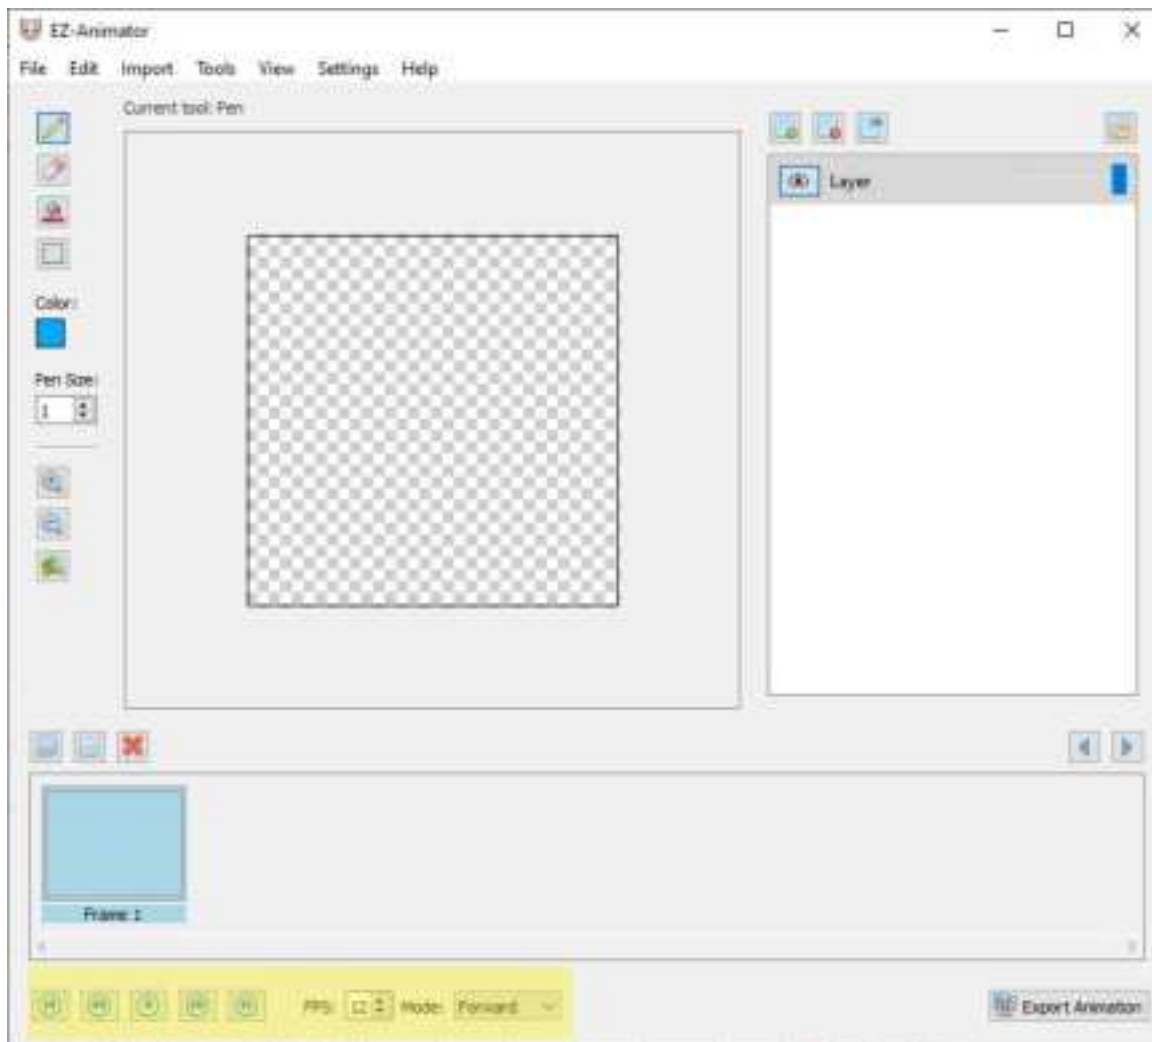 EZ-Animator
File Edit Import Tools View Settings Help
Current tool: Pen
Layer
Color:
Pen Size:
1
Frame 1
FPS: 12 Mode: Forward
Export Animation